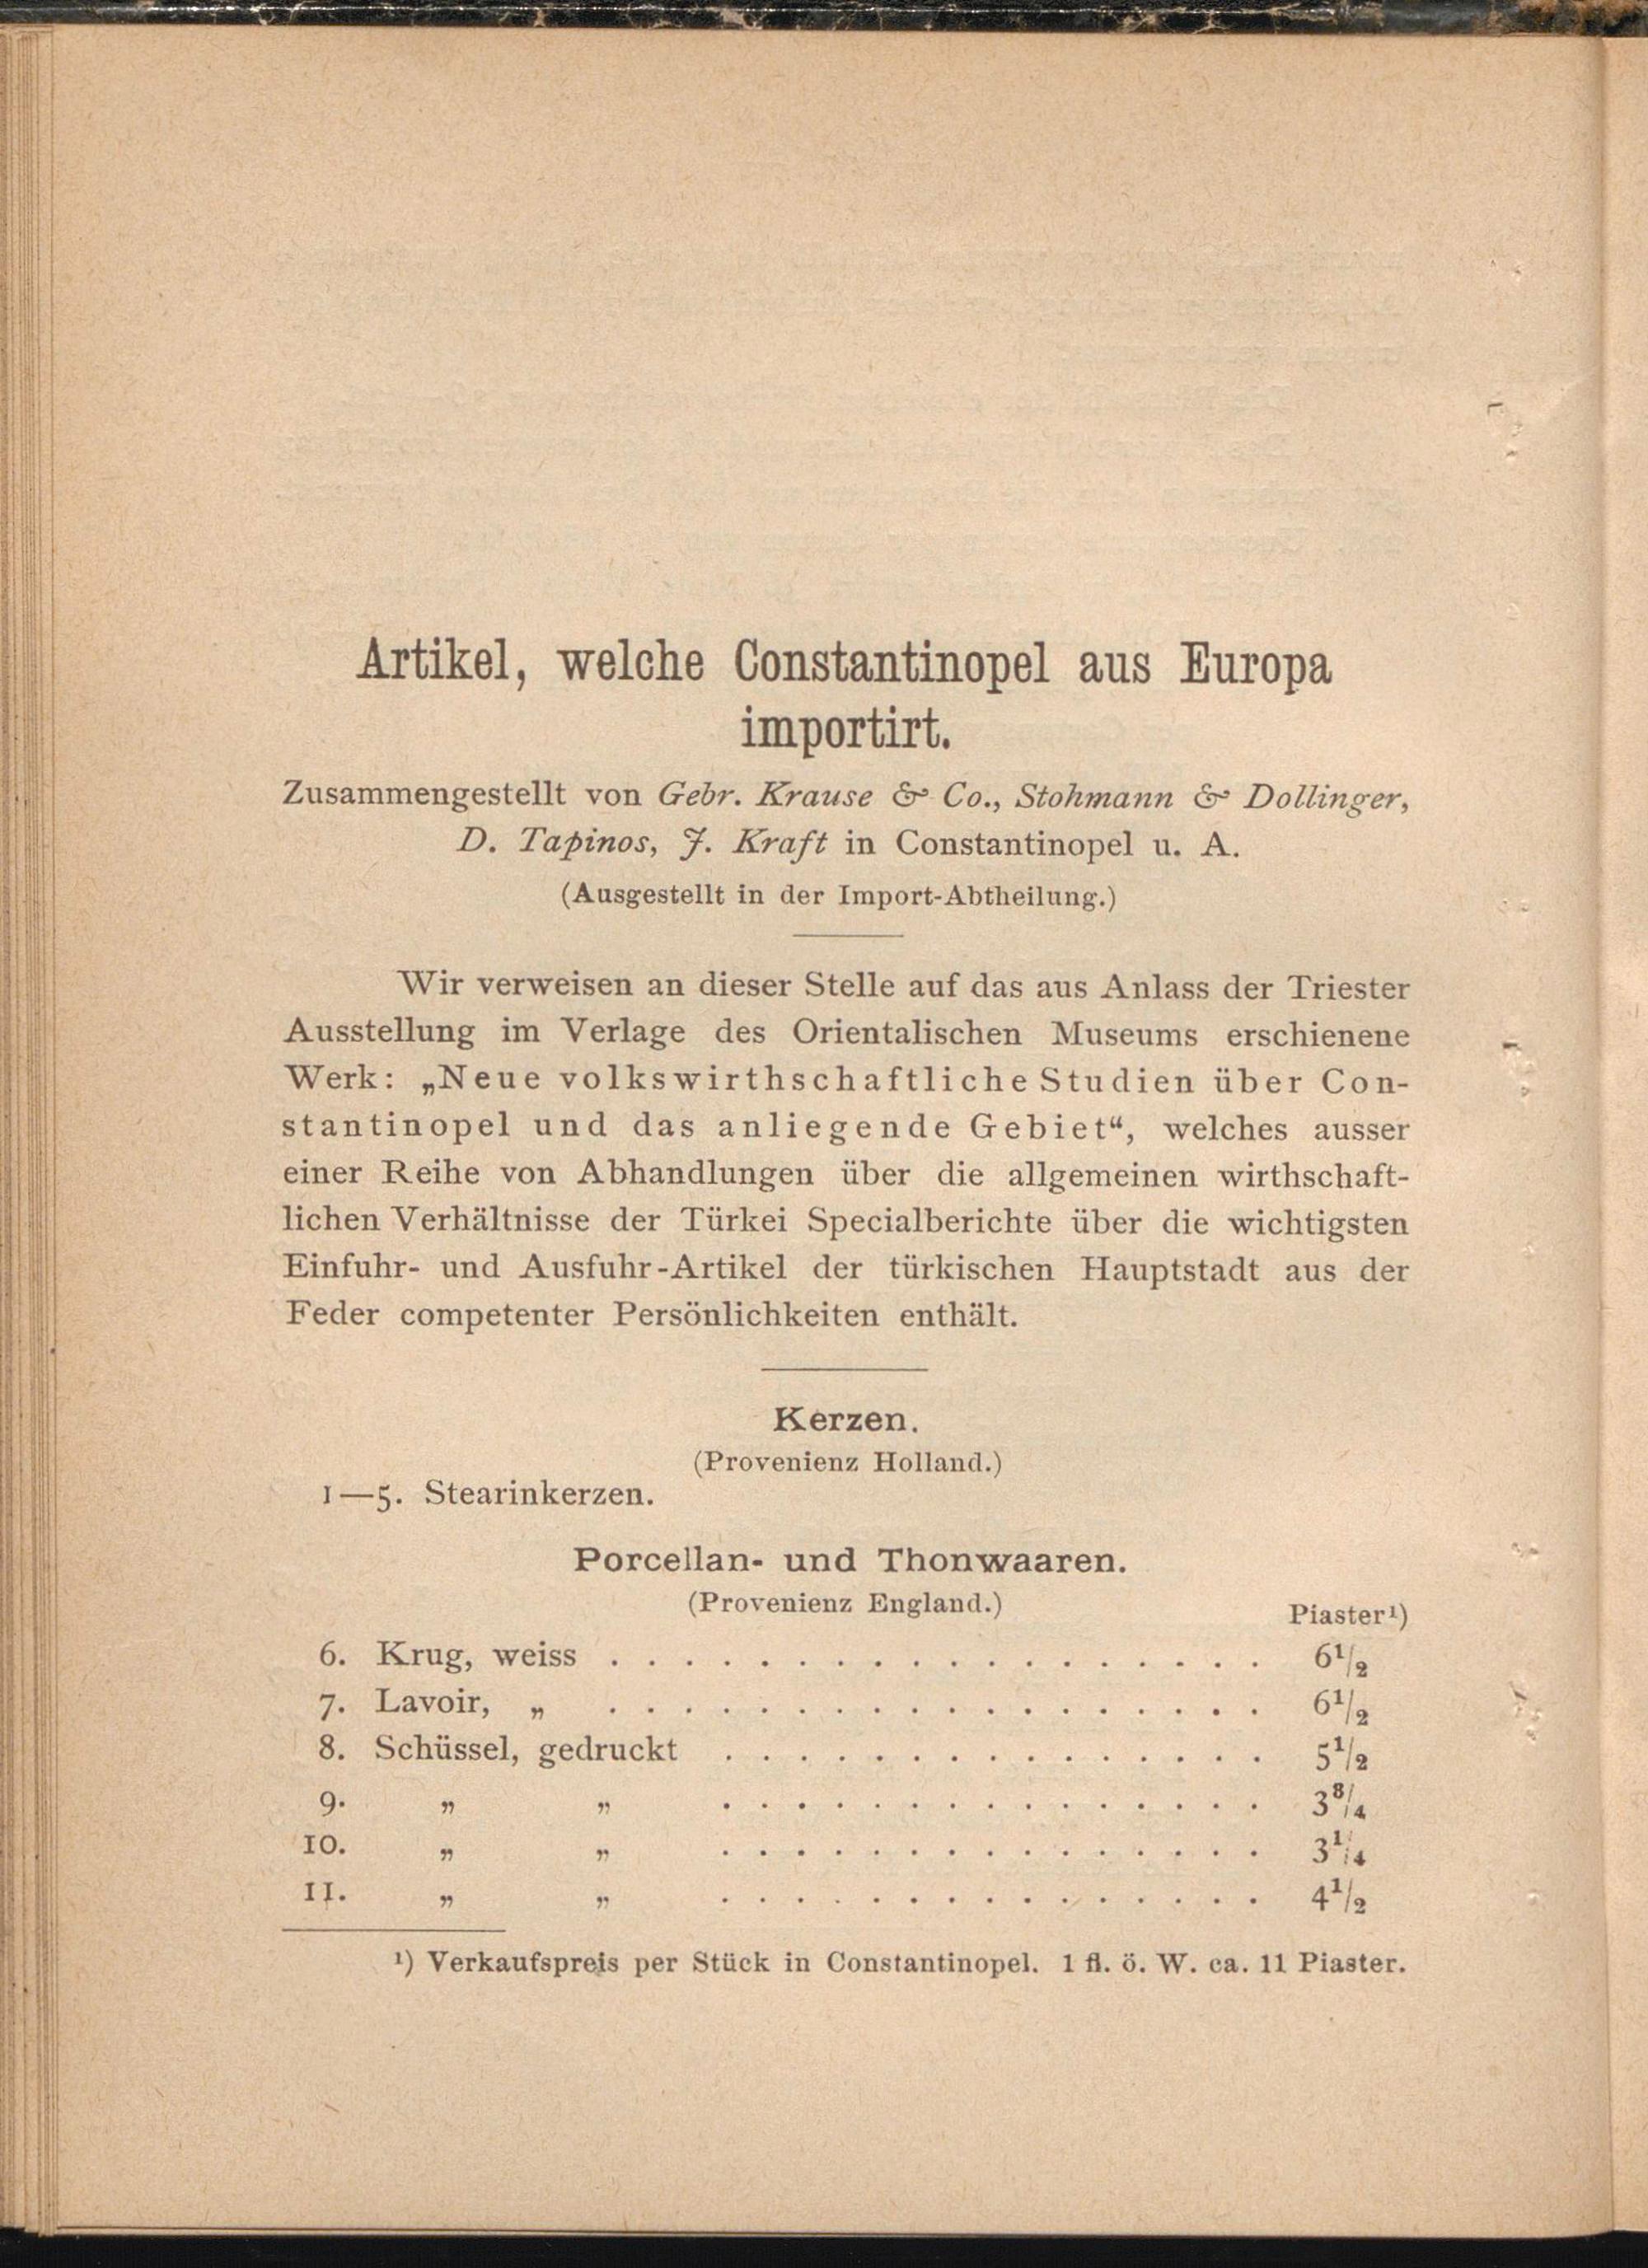 Artikel, welche Constantinopel aus Europa
importirt.
Zusammengestellt von Gebr. Krause & Co., Stohmann & Dollinger,
D. Tapinos, J. Kraft in Constantinopel u. A.
(Ausgestellt in der Import-Abtheilung.)
Wir verweisen an dieser Stelle auf das aus Anlass der Triester
Ausstellung im Verlage des Orientalischen Museums erschienene
Werk: „Neue volkswirthschaftliche Studien über Con-
stantinopel und das anliegende Gebiet“, welches ausser
einer Reihe von Abhandlungen über die allgemeinen wirthschaft-
lichen Verhältnisse der Türkei Specialberichte über die wichtigsten
Einfuhr- und Ausfuhr-Artikel der türkischen Hauptstadt aus der
Feder competenter Persönlichkeiten enthält.
Kerzen.
(Provenienz Holland.)
1—5. Stearinkerzen.
Porcellan- und Thonwaaren.
(Provenienz England.)
Piaster¹)
6. Krug, weiss . . . . . . . . . . . . . . . . . . 6¹/₂
7. Lavoir, „ . . . . . . . . . . . . . . . . . . 6¹/₂
8. Schüssel, gedruckt . . . . . . . . . . . . . . . 5¹/₂
9. „ „ . . . . . . . . . . . . . . . 3³/₄
10. „ „ . . . . . . . . . . . . . . . 3¹/₄
11. „ „ . . . . . . . . . . . . . . . 4¹/₂
¹) Verkaufspreis per Stück in Constantinopel. 1 fl. ö. W. ca. 11 Piaster.